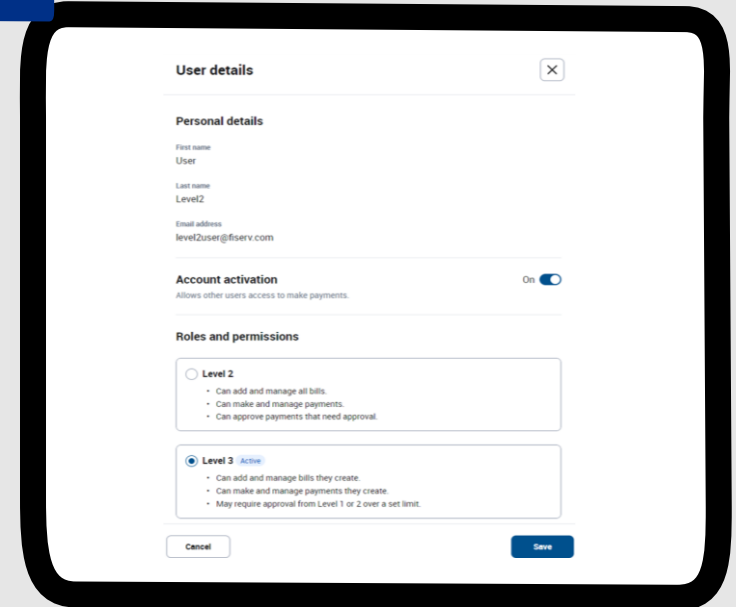 User details
Personal details
First name
User
Last name
Level2
Email address
level2user@fiserv.com
Account activation
On
Allows other users access to make payments.
Roles and permissions
Level 2
• Can add and manage all bills.
• Can make and manage payments.
• Can approve payments that need approval.
Level 3 Active
• Can add and manage bills they create.
• Can make and manage payments they create.
• May require approval from Level 1 or 2 over a set limit.
Cancel
Save